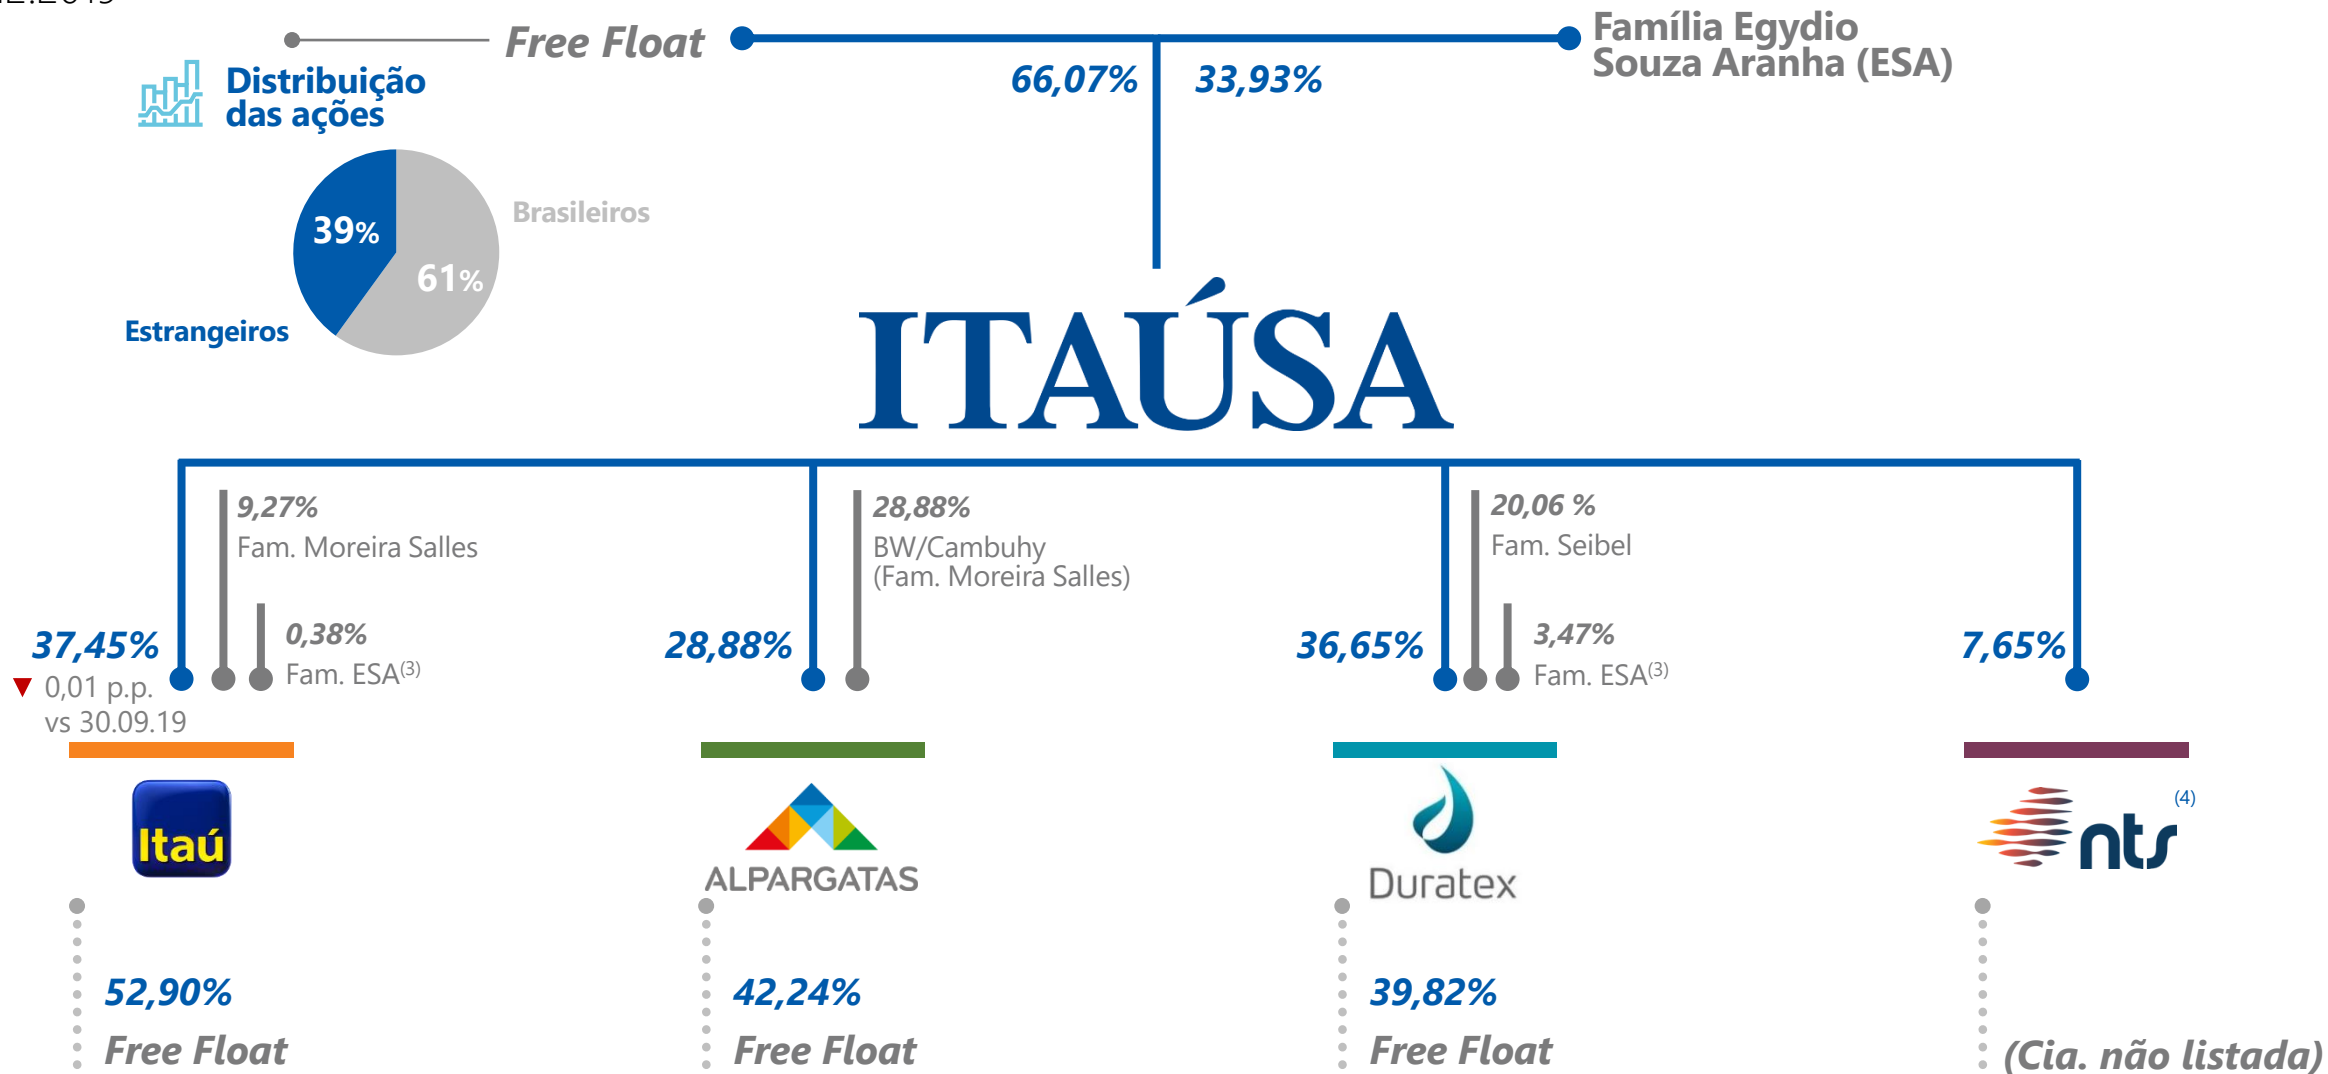 Free Float
Família Egydio
Souza Aranha (ESA)
66,07%
33,93%
Distribuição
das ações
39%
61%
Brasileiros
Estrangeiros
ITAÚSA
9,27%
Fam. Moreira Salles
0,38%
Fam. ESA(3)
37,45%
▼ 0,01 p.p.
vs 30.09.19
28,88%
BW/Cambuhy
(Fam. Moreira Salles)
28,88%
20,06 %
Fam. Seibel
3,47%
Fam. ESA(3)
36,65%
7,65%
Itaú
ALPARGATAS
Duratex
nts (4)
52,90%
Free Float
42,24%
Free Float
39,82%
Free Float
(Cia. não listada)